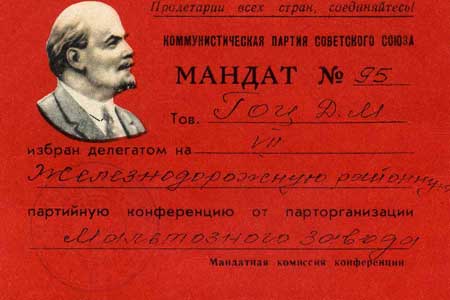 Пролетарии всех стран, соединяйтесь!
КОММУНИСТИЧЕСКАЯ ПАРТИЯ СОВЕТСКОГО СОЮЗА
МАНДАТ № 95
Тов. Гоц Д.М
избран делегатом на VII
Железнодорожную районную
партийную конференцию от парторганизации
завода
Мандатная комиссия конференции